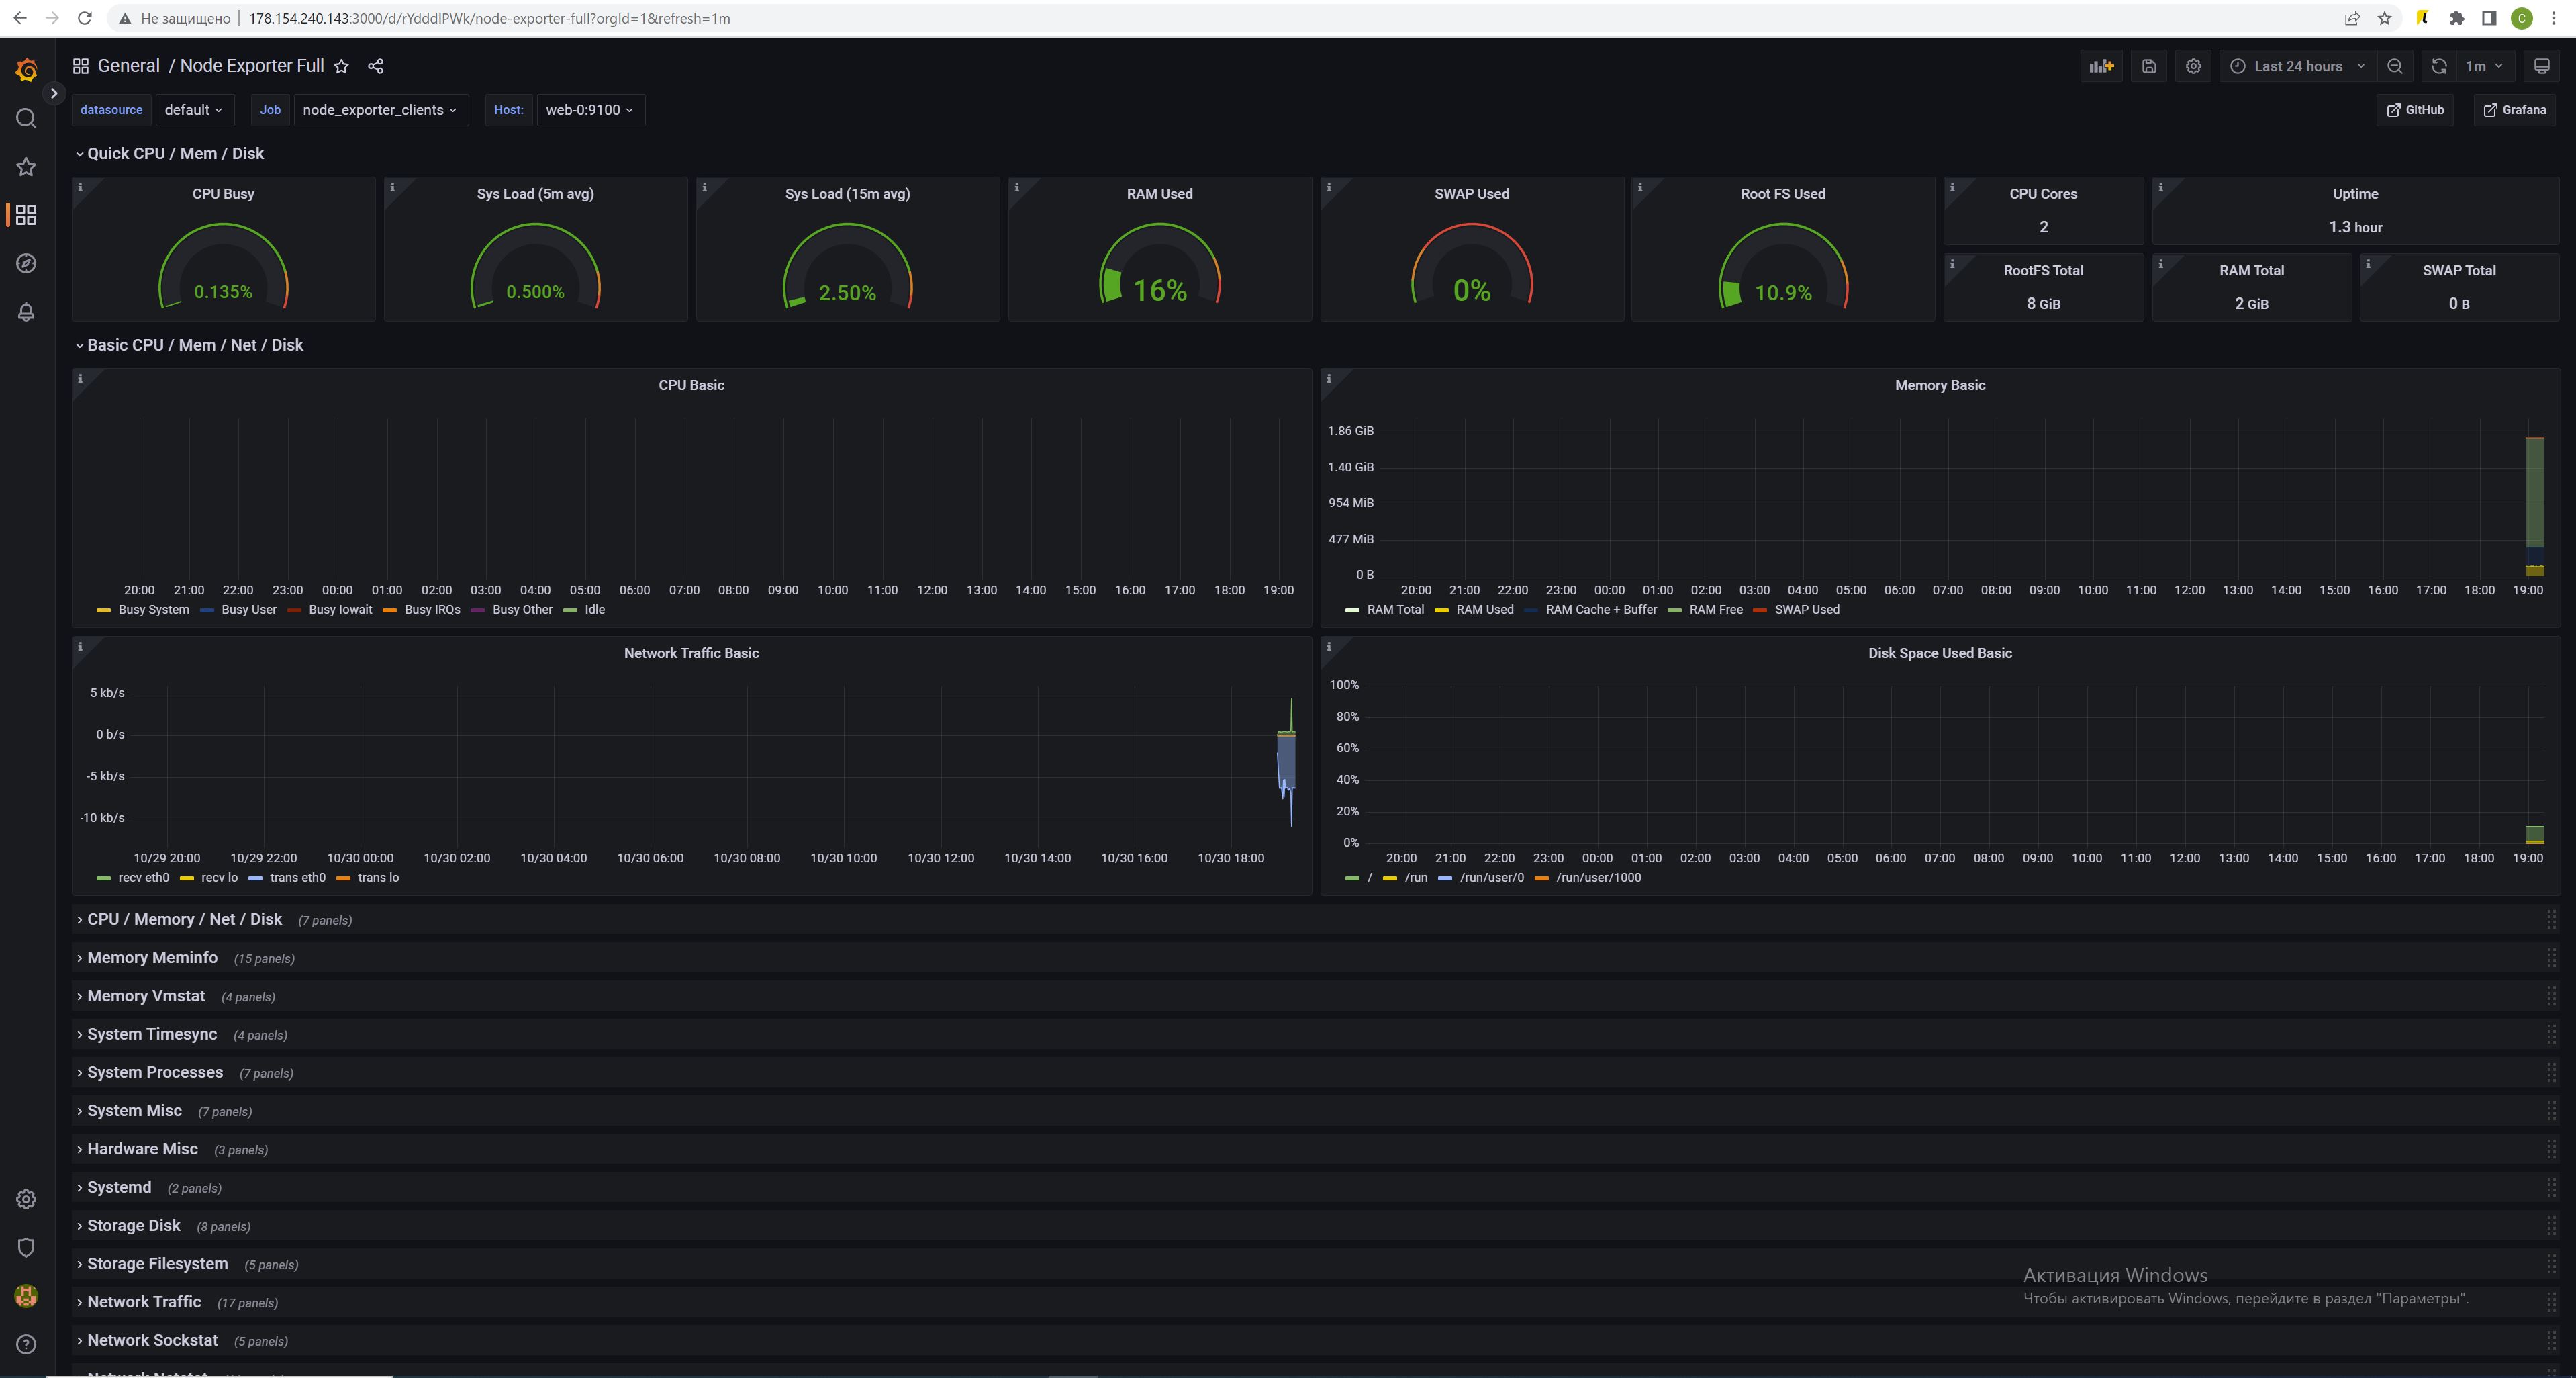 Не защищено 178.154.240.143:3000/d/rYdddlPWk/node-exporter-full?orgId=1&refresh=1m
General / Node Exporter Full
Last 24 hours
1m
datasource default Job node_exporter_clients Host: web-0:9100 GitHub Grafana
Quick CPU / Mem / Disk
CPU Busy
0.135%
Sys Load (5m avg)
0.500%
Sys Load (15m avg)
2.50%
RAM Used
16%
SWAP Used
0%
Root FS Used
10.9%
CPU Cores
2
Uptime
1.3 hour
RootFS Total
8 GiB
RAM Total
2 GiB
SWAP Total
0 B
Basic CPU / Mem / Net / Disk
CPU Basic
20:00 21:00 22:00 23:00 00:00 01:00 02:00 03:00 04:00 05:00 06:00 07:00 08:00 09:00 10:00 11:00 12:00 13:00 14:00 15:00 16:00 17:00 18:00 19:00
Busy System Busy User Busy Iowait Busy IRQs Busy Other Idle
Memory Basic
1.86 GiB
1.40 GiB
954 MiB
477 MiB
0 B
20:00 21:00 22:00 23:00 00:00 01:00 02:00 03:00 04:00 05:00 06:00 07:00 08:00 09:00 10:00 11:00 12:00 13:00 14:00 15:00 16:00 17:00 18:00 19:00
RAM Total RAM Used RAM Cache + Buffer RAM Free SWAP Used
Network Traffic Basic
5 kb/s
0 b/s
-5 kb/s
-10 kb/s
10/29 20:00 10/29 22:00 10/30 00:00 10/30 02:00 10/30 04:00 10/30 06:00 10/30 08:00 10/30 10:00 10/30 12:00 10/30 14:00 10/30 16:00 10/30 18:00
recv eth0 recv lo trans eth0 trans lo
Disk Space Used Basic
100%
80%
60%
40%
20%
0%
20:00 21:00 22:00 23:00 00:00 01:00 02:00 03:00 04:00 05:00 06:00 07:00 08:00 09:00 10:00 11:00 12:00 13:00 14:00 15:00 16:00 17:00 18:00 19:00
/ /run /run/user/0 /run/user/1000
CPU / Memory / Net / Disk (7 panels)
Memory Meminfo (15 panels)
Memory Vmstat (4 panels)
System Timesync (4 panels)
System Processes (7 panels)
System Misc (7 panels)
Hardware Misc (3 panels)
Systemd (2 panels)
Storage Disk (8 panels)
Storage Filesystem (5 panels)
Network Traffic (17 panels)
Network Sockstat (5 panels)
Активация Windows
Чтобы активировать Windows, перейдите в раздел "Параметры".